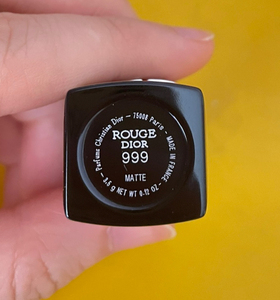 Parfums Christian Dior – 75008 Paris – MADE IN FRANCE
ROUGE
DIOR
999
MATTE
– 3.5 g NET WT 0.12 OZ –